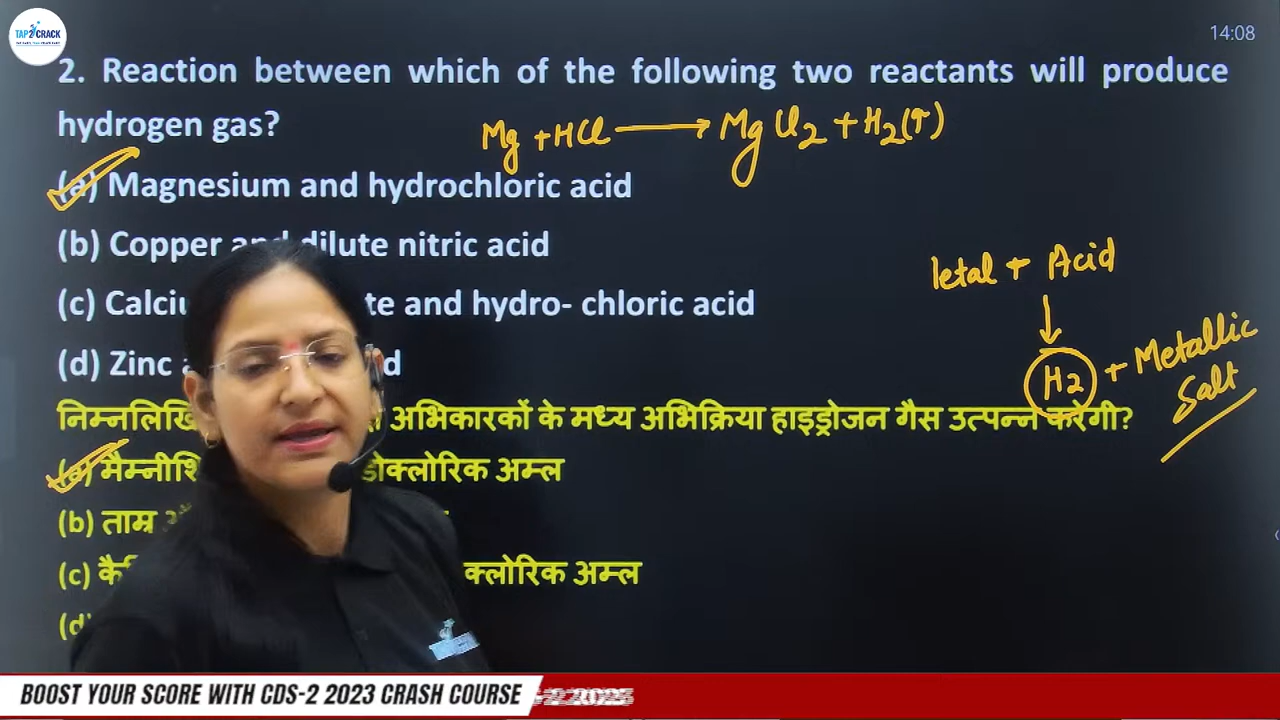 TAP2CRACK
14:08
2. Reaction between which of the following two reactants will produce
hydrogen gas?
Mg + HCl → MgCl2 + H2(↑)
(a) Magnesium and hydrochloric acid
(b) Copper and dilute nitric acid
letal + Acid
(c) Calciu te and hydro- chloric acid
↓
(d) Zinc a d
H2 + Metallic
Salt
निम्नलिखि अभिकारकों के मध्य अभिक्रिया हाइड्रोजन गैस उत्पन्न करेगी?
(a) मैग्नीशि डोक्लोरिक अम्ल
(b) ताम्र
(c) कै क्लोरिक अम्ल
(d)
BOOST YOUR SCORE WITH CDS-2 2023 CRASH COURSE